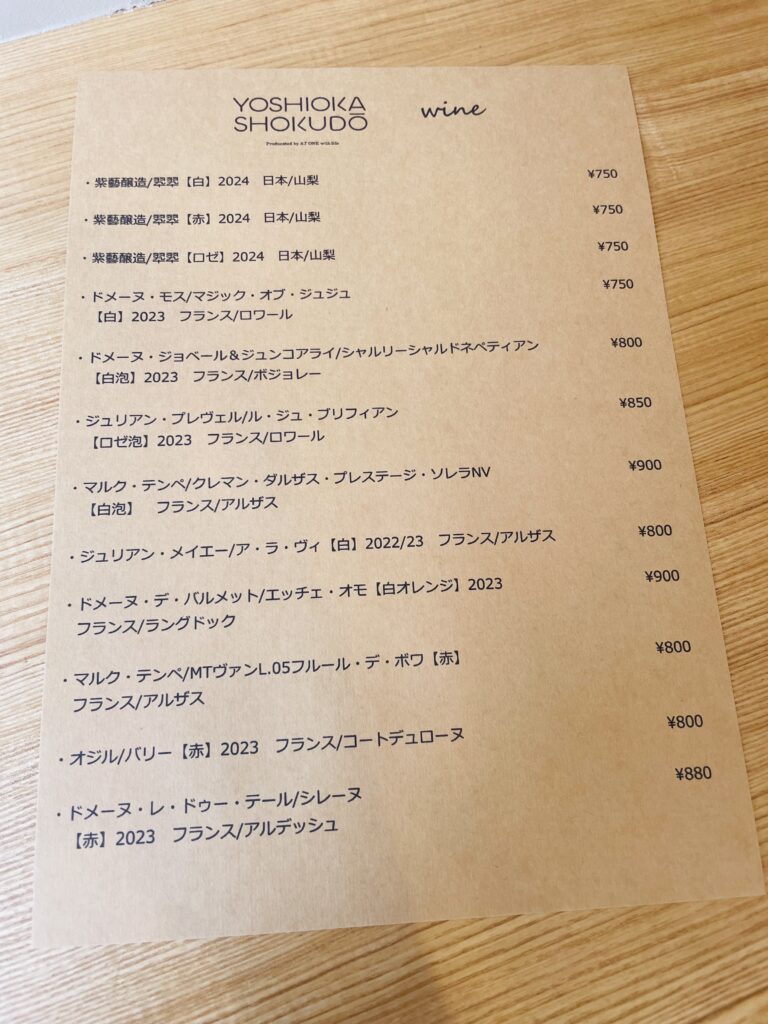 YOSHIOKA
SHOKUDŌ
wine
Producated by AT ONE with life
・紫藝醸造/翆翆【白】2024　日本/山梨　¥750
・紫藝醸造/翆翆【赤】2024　日本/山梨　¥750
・紫藝醸造/翆翆【ロゼ】2024　日本/山梨　¥750
・ドメーヌ・モス/マジック・オブ・ジュジュ　¥750
【白】2023　フランス/ロワール
・ドメーヌ・ジョベール＆ジュンコアライ/シャルリーシャルドネペティアン　¥800
【白泡】2023　フランス/ボジョレー
・ジュリアン・プレヴェル/ル・ジュ・ブリフィアン　¥850
【ロゼ泡】2023　フランス/ロワール
・マルク・テンペ/クレマン・ダルザス・プレステージ・ソレラNV　¥900
【白泡】　フランス/アルザス
・ジュリアン・メイエー/ア・ラ・ヴィ【白】2022/23　フランス/アルザス　¥800
・ドメーヌ・デ・バルメット/エッチェ・オモ【白オレンジ】2023　¥900
フランス/ラングドック
・マルク・テンペ/MTヴァンL.05フルール・デ・ポワ【赤】　¥800
フランス/アルザス
・オジル/バリー【赤】2023　フランス/コートデュローヌ　¥800
・ドメーヌ・レ・ドゥー・テール/シレーヌ　¥880
【赤】2023　フランス/アルデッシュ